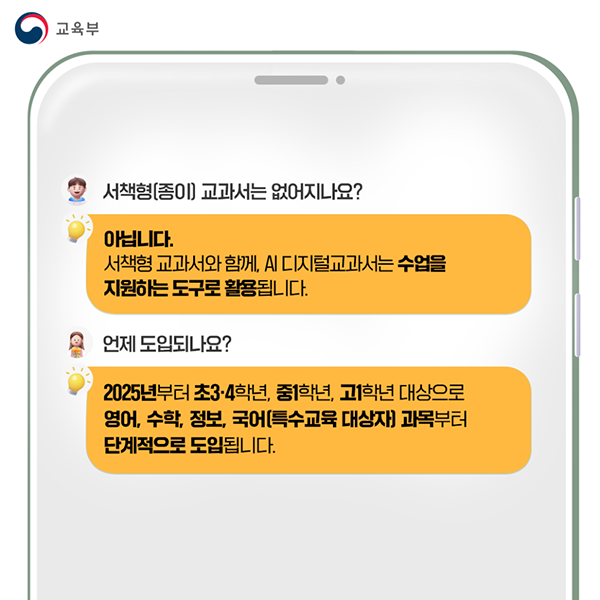 교육부
서책형(종이) 교과서는 없어지나요?
아닙니다.
서책형 교과서와 함께, AI 디지털교과서는 수업을
지원하는 도구로 활용됩니다.
언제 도입되나요?
2025년부터 초3·4학년, 중1학년, 고1학년 대상으로
영어, 수학, 정보, 국어(특수교육 대상자) 과목부터
단계적으로 도입됩니다.